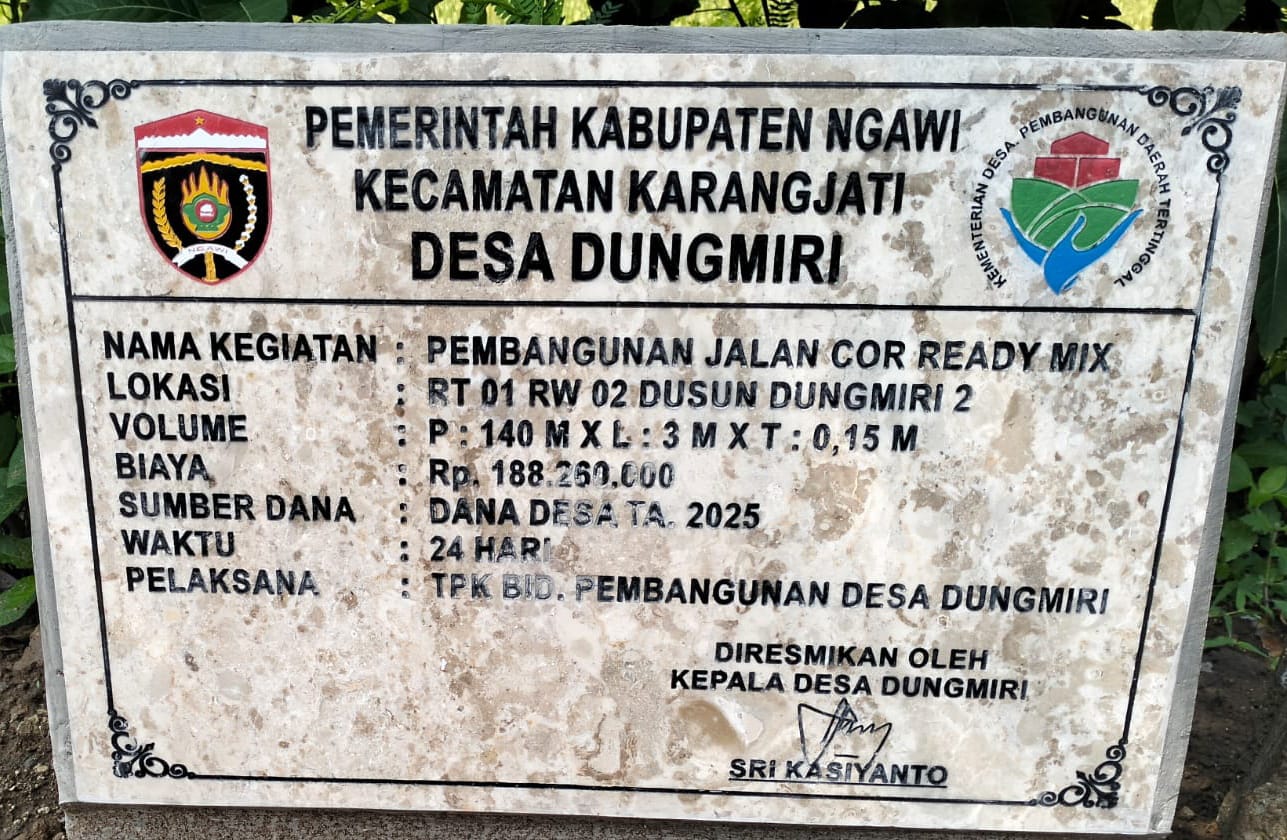 PEMERINTAH KABUPATEN NGAWI
KECAMATAN KARANGJATI
DESA DUNGMIRI
NGAWI
KEMENTERIAN DESA, PEMBANGUNAN DAERAH TERTINGGAL
NAMA KEGIATAN : PEMBANGUNAN JALAN COR READY MIX
LOKASI : RT 01 RW 02 DUSUN DUNGMIRI 2
VOLUME : P : 140 M X L : 3 M X T : 0,15 M
BIAYA : Rp. 188.260.000
SUMBER DANA : DANA DESA TA. 2025
WAKTU : 24 HARI
PELAKSANA : TPK BID. PEMBANGUNAN DESA DUNGMIRI
DIRESMIKAN OLEH
KEPALA DESA DUNGMIRI
SRI KASIYANTO